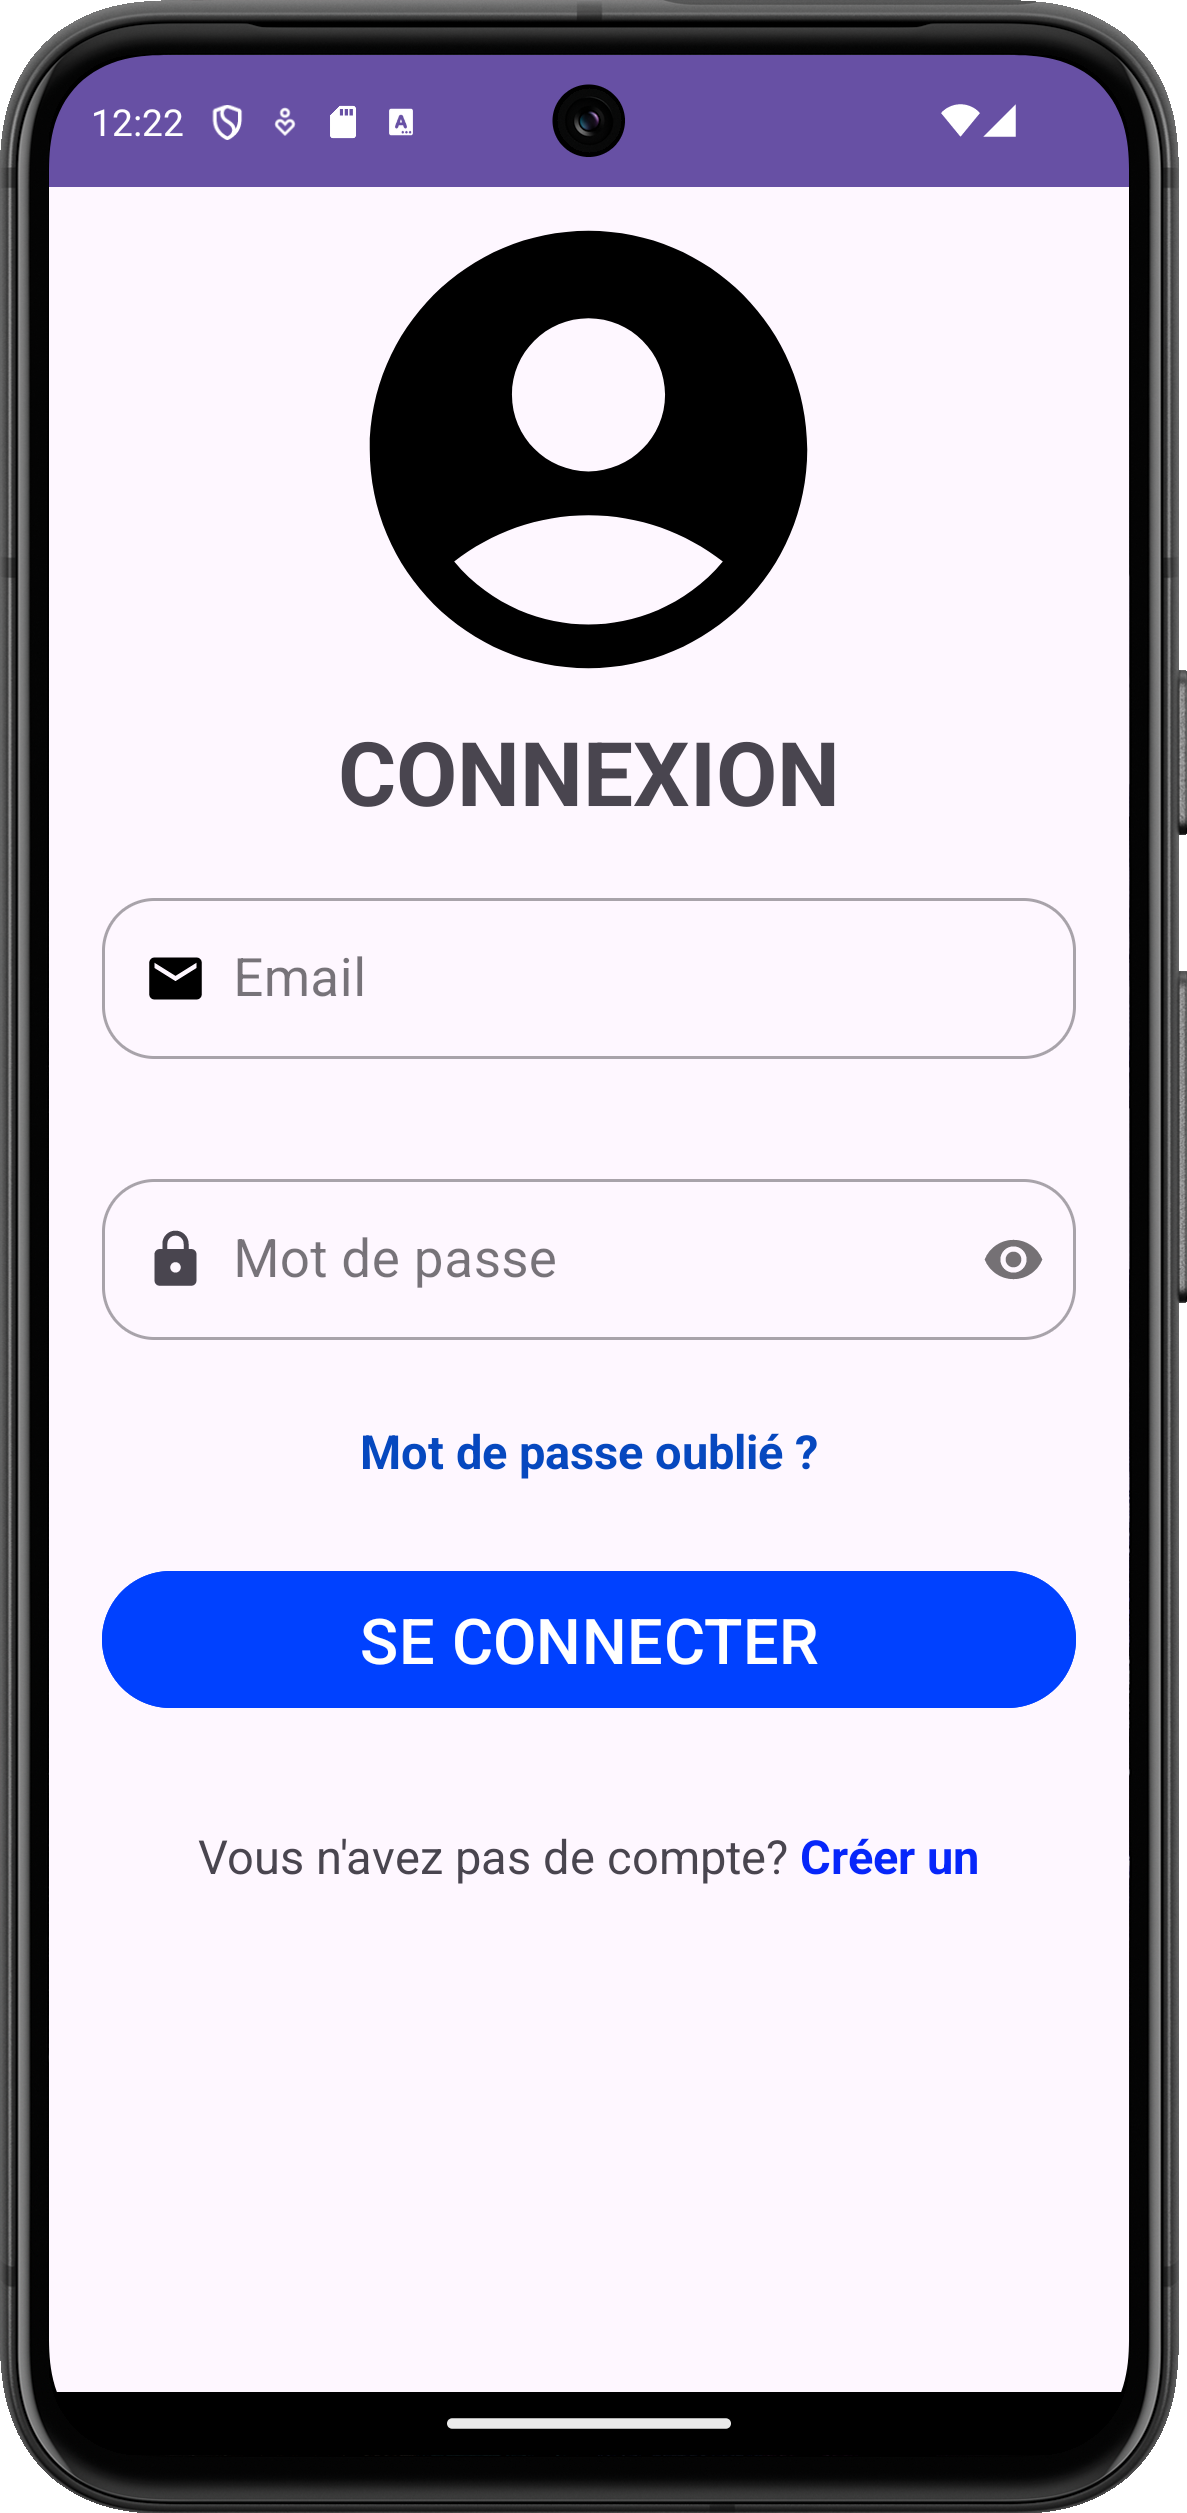 12:22
CONNEXION
Email
Mot de passe
Mot de passe oublié ?
SE CONNECTER
Vous n'avez pas de compte? Créer un